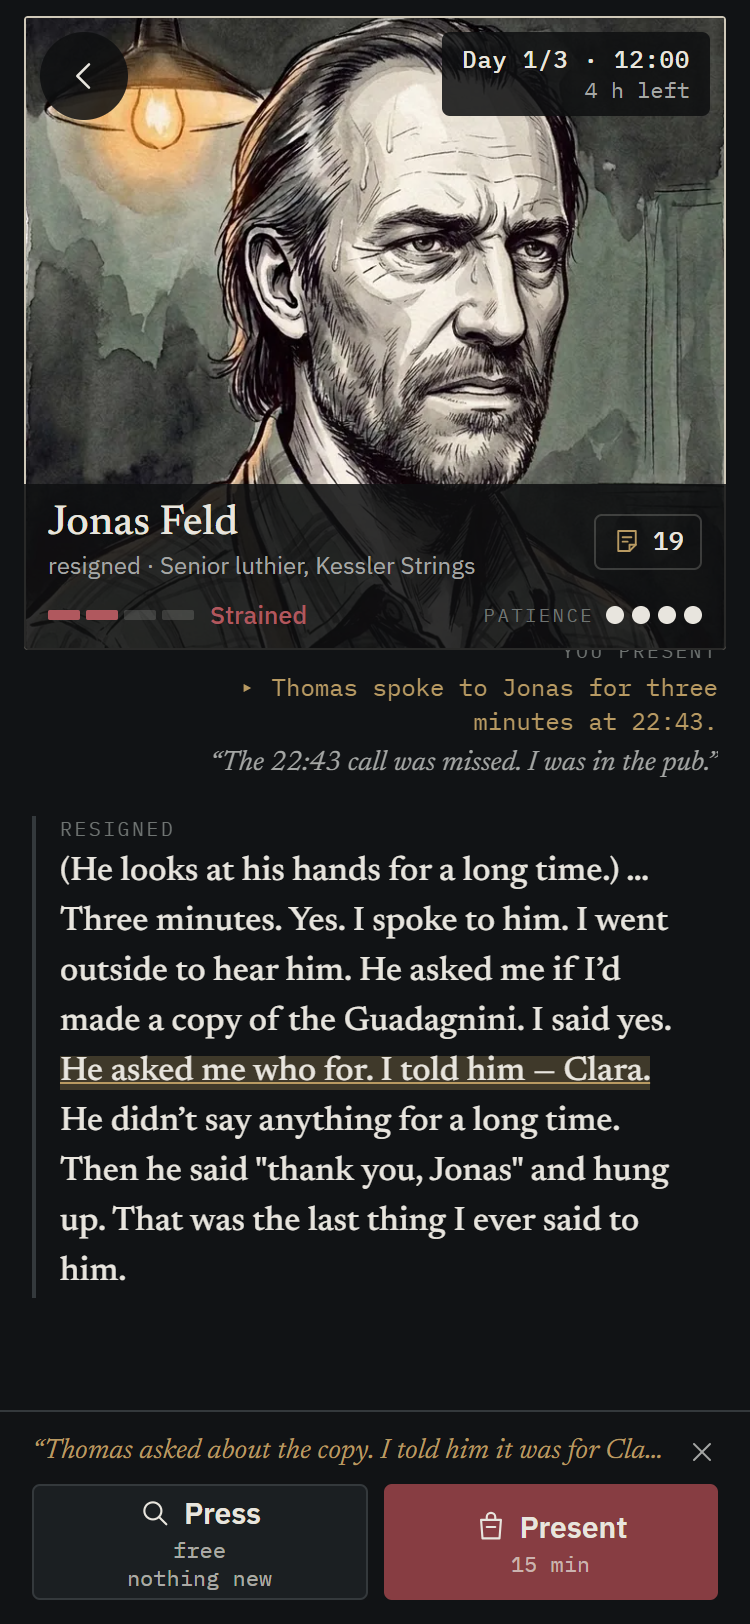 Day 1/3 · 12:00
4 h left
Jonas Feld
19
resigned · Senior luthier, Kessler Strings
Strained
PATIENCE
YOU PRESENT
▸ Thomas spoke to Jonas for three
minutes at 22:43.
“The 22:43 call was missed. I was in the pub.”
RESIGNED
(He looks at his hands for a long time.) ...
Three minutes. Yes. I spoke to him. I went
outside to hear him. He asked me if I’d
made a copy of the Guadagnini. I said yes.
He asked me who for. I told him — Clara.
He didn’t say anything for a long time.
Then he said "thank you, Jonas" and hung
up. That was the last thing I ever said to
him.
“Thomas asked about the copy. I told him it was for Cla...
Press
free
nothing new
Present
15 min